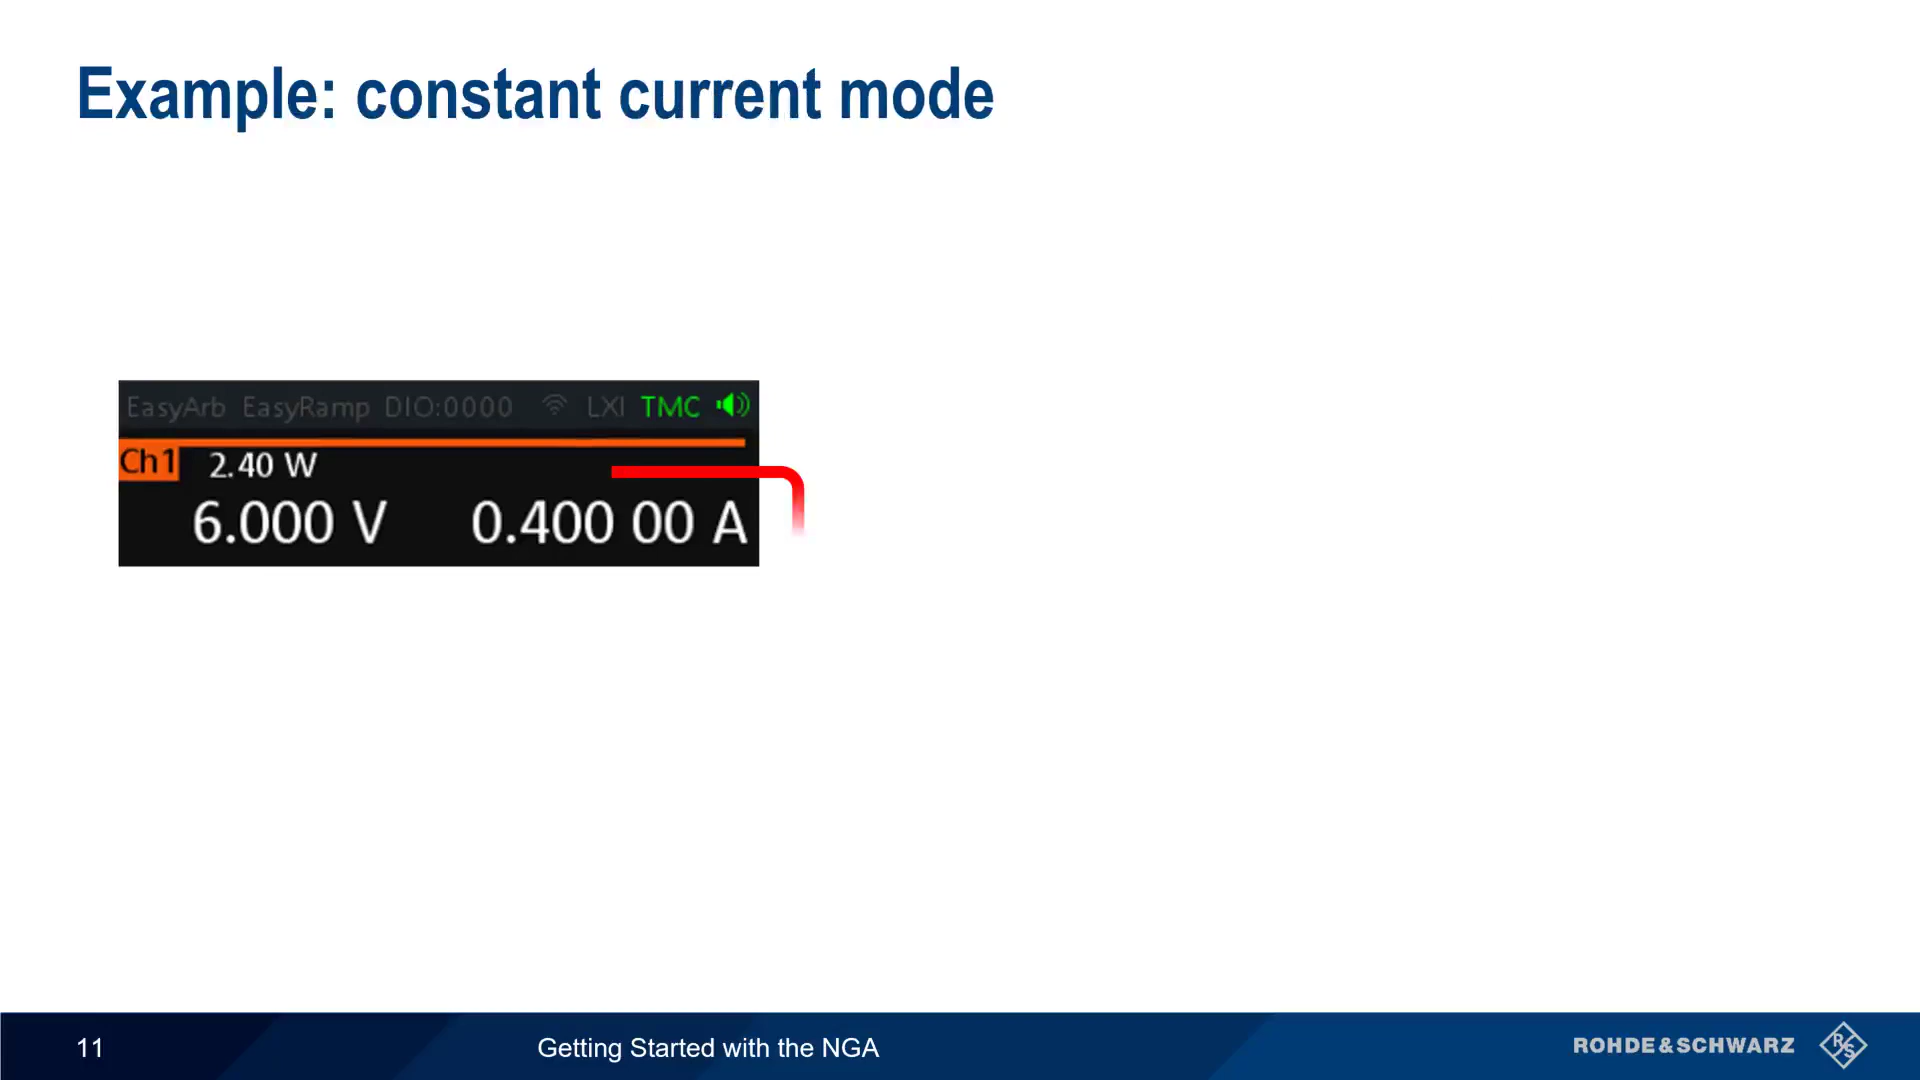 Example: constant current mode
EasyArb EasyRamp DIO:0000 LXI TMC
Ch1 2.40 W
6.000 V 0.400 00 A
11 Getting Started with the NGA ROHDE&SCHWARZ R&S